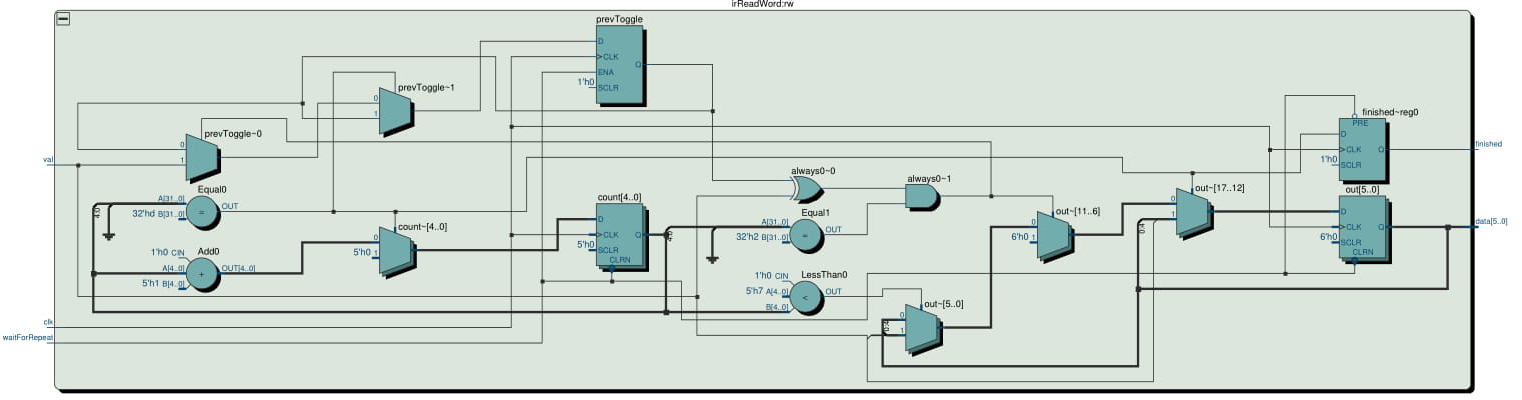 irReadWord:rw
prevToggle
D
CLK
ENA
1'h0
SCLR
Q
prevToggle~1
0
1
prevToggle~0
0
1
val
finished~reg0
PRE
D
CLK
1'h0
SCLR
Q
finished
Equal0
A[31..0]
32'hd B[31..0]
=
OUT
4:0
Add0
1'h0 CIN
A[4..0]
5'h1 B[4..0]
+
OUT[4..0]
count~[4..0]
0
5'h0 1
count[4..0]
D
CLK
5'h0
SCLR
CLRN
Q
4:0
always0~0
always0~1
Equal1
A[31..0]
32'h2 B[31..0]
=
OUT
LessThan0
1'h0 CIN
5'h7 A[4..0]
B[4..0]
<
OUT
out~[5..0]
0
1
0:4
out~[11..6]
0
6'h0 1
out~[17..12]
0
1
0:4
out[5..0]
D
CLK
6'h0
SCLR
CLRN
Q
data[5..0]
clk
waitForRepeat